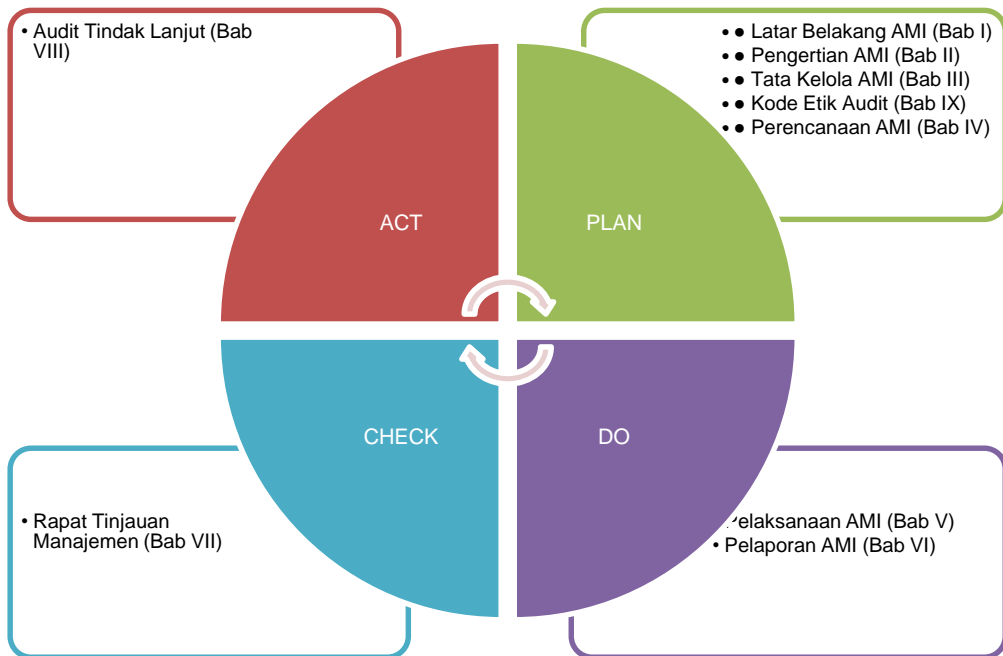 • Audit Tindak Lanjut (Bab
VIII)
• ● Latar Belakang AMI (Bab I)
• ● Pengertian AMI (Bab II)
• ● Tata Kelola AMI (Bab III)
• ● Kode Etik Audit (Bab IX)
• ● Perencanaan AMI (Bab IV)
ACT
PLAN
CHECK
DO
• Rapat Tinjauan
Manajemen (Bab VII)
Pelaksanaan AMI (Bab V)
• Pelaporan AMI (Bab VI)